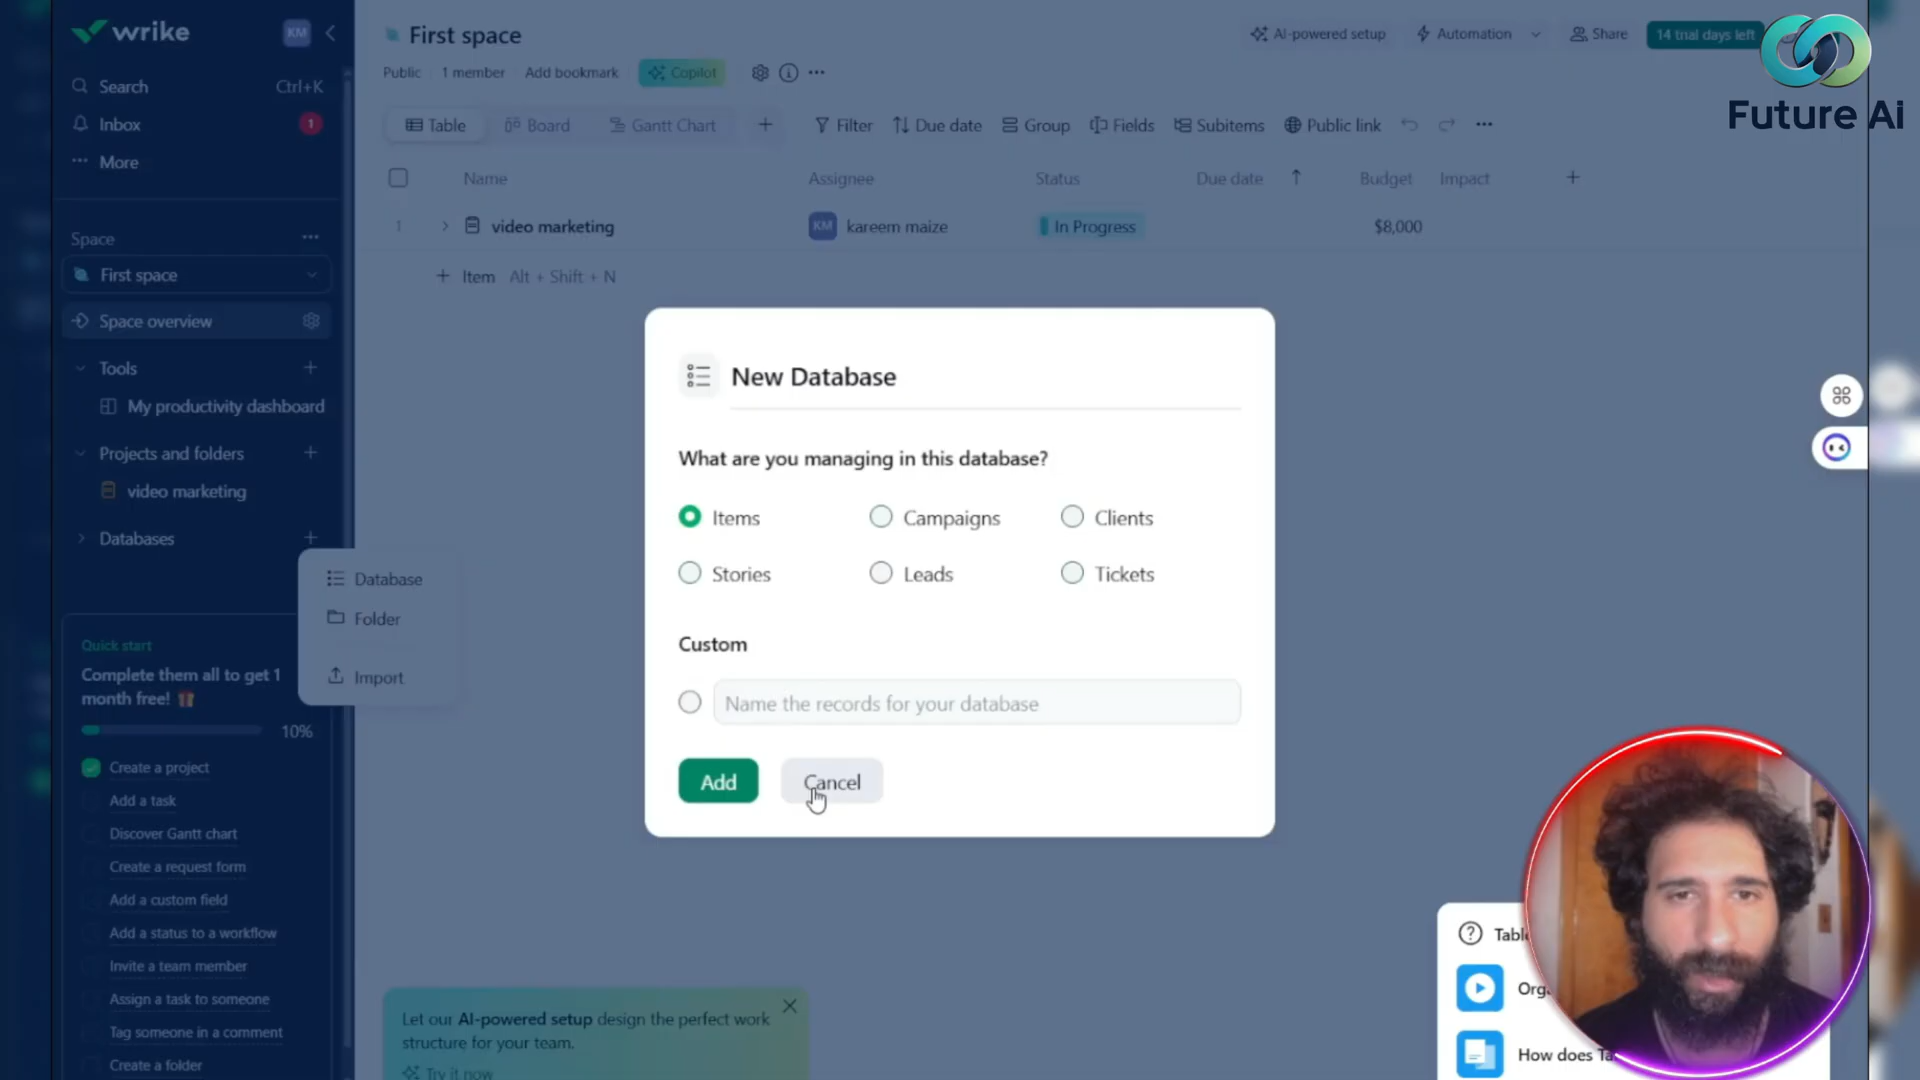 wrike
KM
Search Ctrl+K
Inbox 1
More
Space
First space
Space overview
Tools
My productivity dashboard
Projects and folders
video marketing
Databases
Database
Folder
Import
Quick start
Complete them all to get 1
month free!
10%
Create a project
Add a task
Discover Gantt chart
Create a request form
Add a custom field
Add a status to a workflow
Invite a team member
Assign a task to someone
Tag someone in a comment
Create a folder
First space
AI-powered setup Automation Share 14 trial days left
Public 1 member Add bookmark Copilot
Table Board Gantt Chart Filter Due date Group Fields Subitems Public link
Name Assignee Status Due date Budget Impact
1 video marketing KM kareem maize In Progress $8,000
+ Item Alt + Shift + N
New Database
What are you managing in this database?
Items Campaigns Clients
Stories Leads Tickets
Custom
Name the records for your database
Add Cancel
Let our AI-powered setup design the perfect work
structure for your team.
Try it now
How does
Future Ai